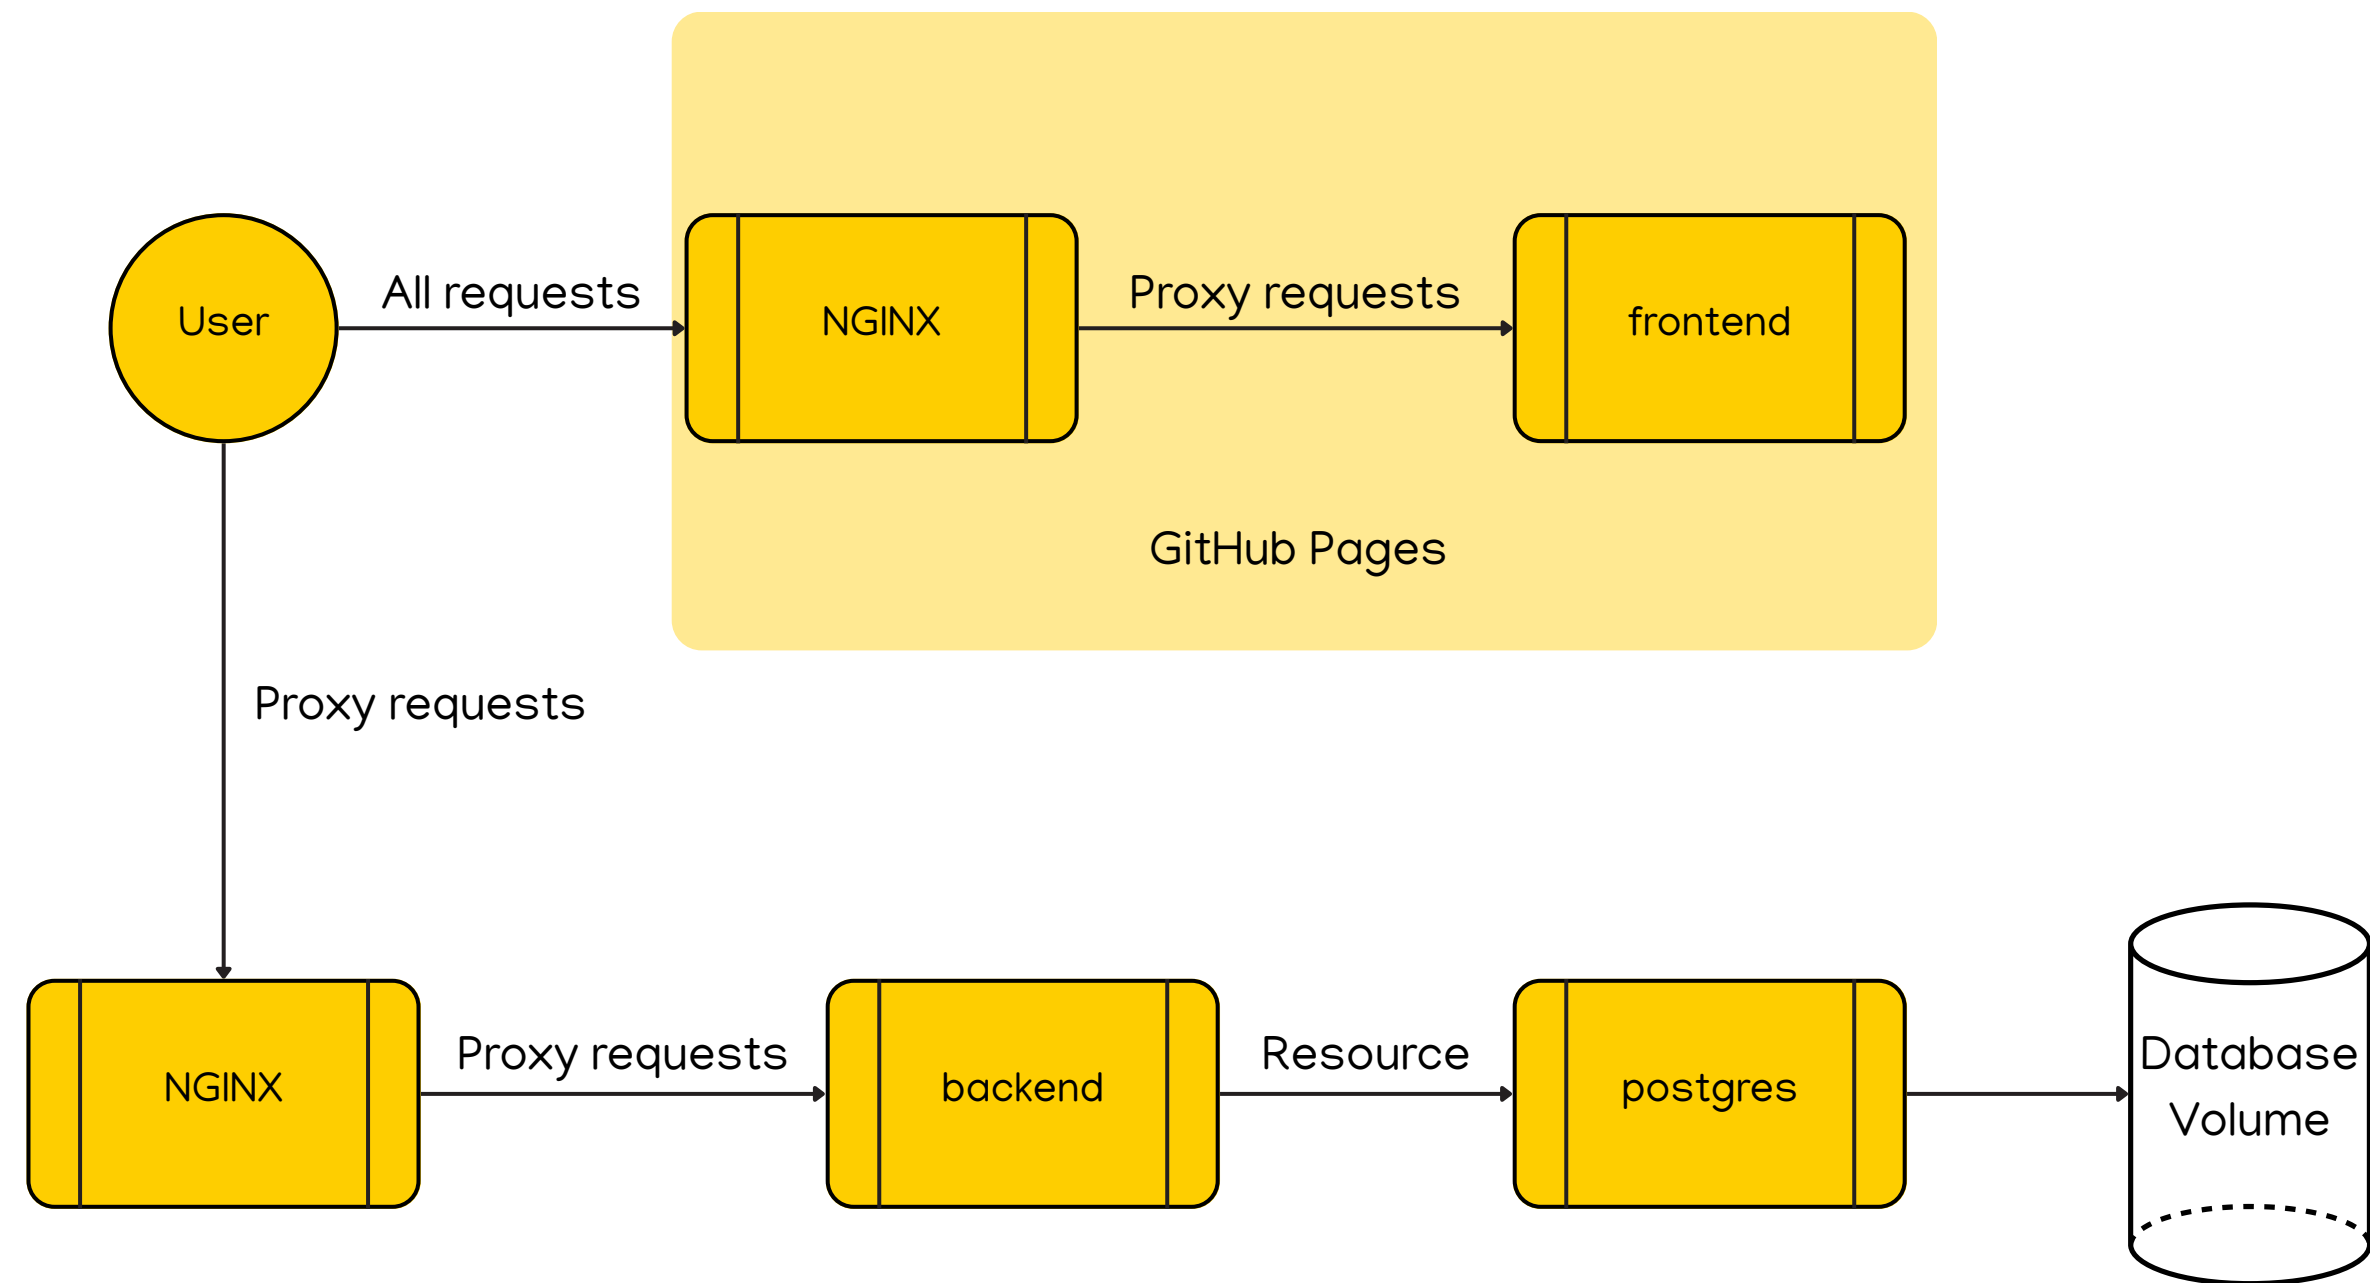 User
All requests
NGINX
Proxy requests
frontend
GitHub Pages
Proxy requests
NGINX
Proxy requests
backend
Resource
postgres
Database
Volume